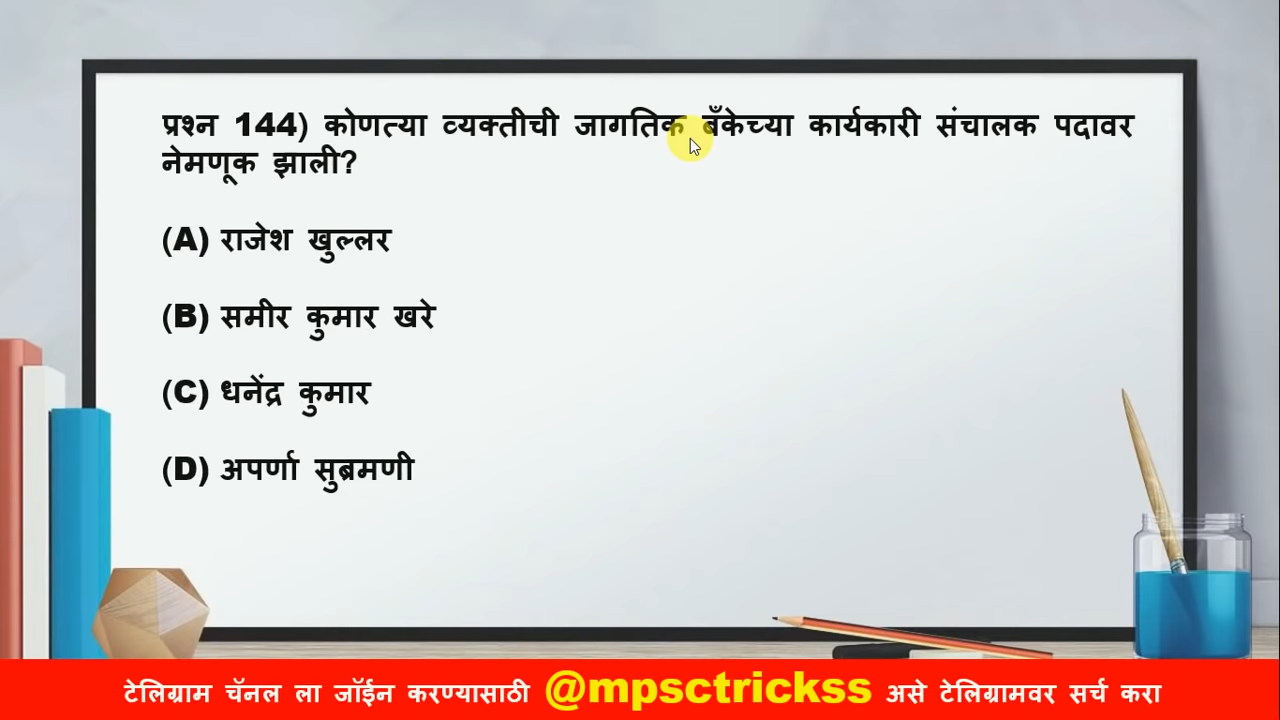 प्रश्न 144) कोणत्या व्यक्तीची जागतिक बँकेच्या कार्यकारी संचालक पदावर
नेमणूक झाली?
(A) राजेश खुल्लर
(B) समीर कुमार खरे
(C) धनेंद्र कुमार
(D) अपर्णा सुब्रमणी
टेलिग्राम चॅनल ला जॉईन करण्यासाठी @mpsctrickss असे टेलिग्रामवर सर्च करा